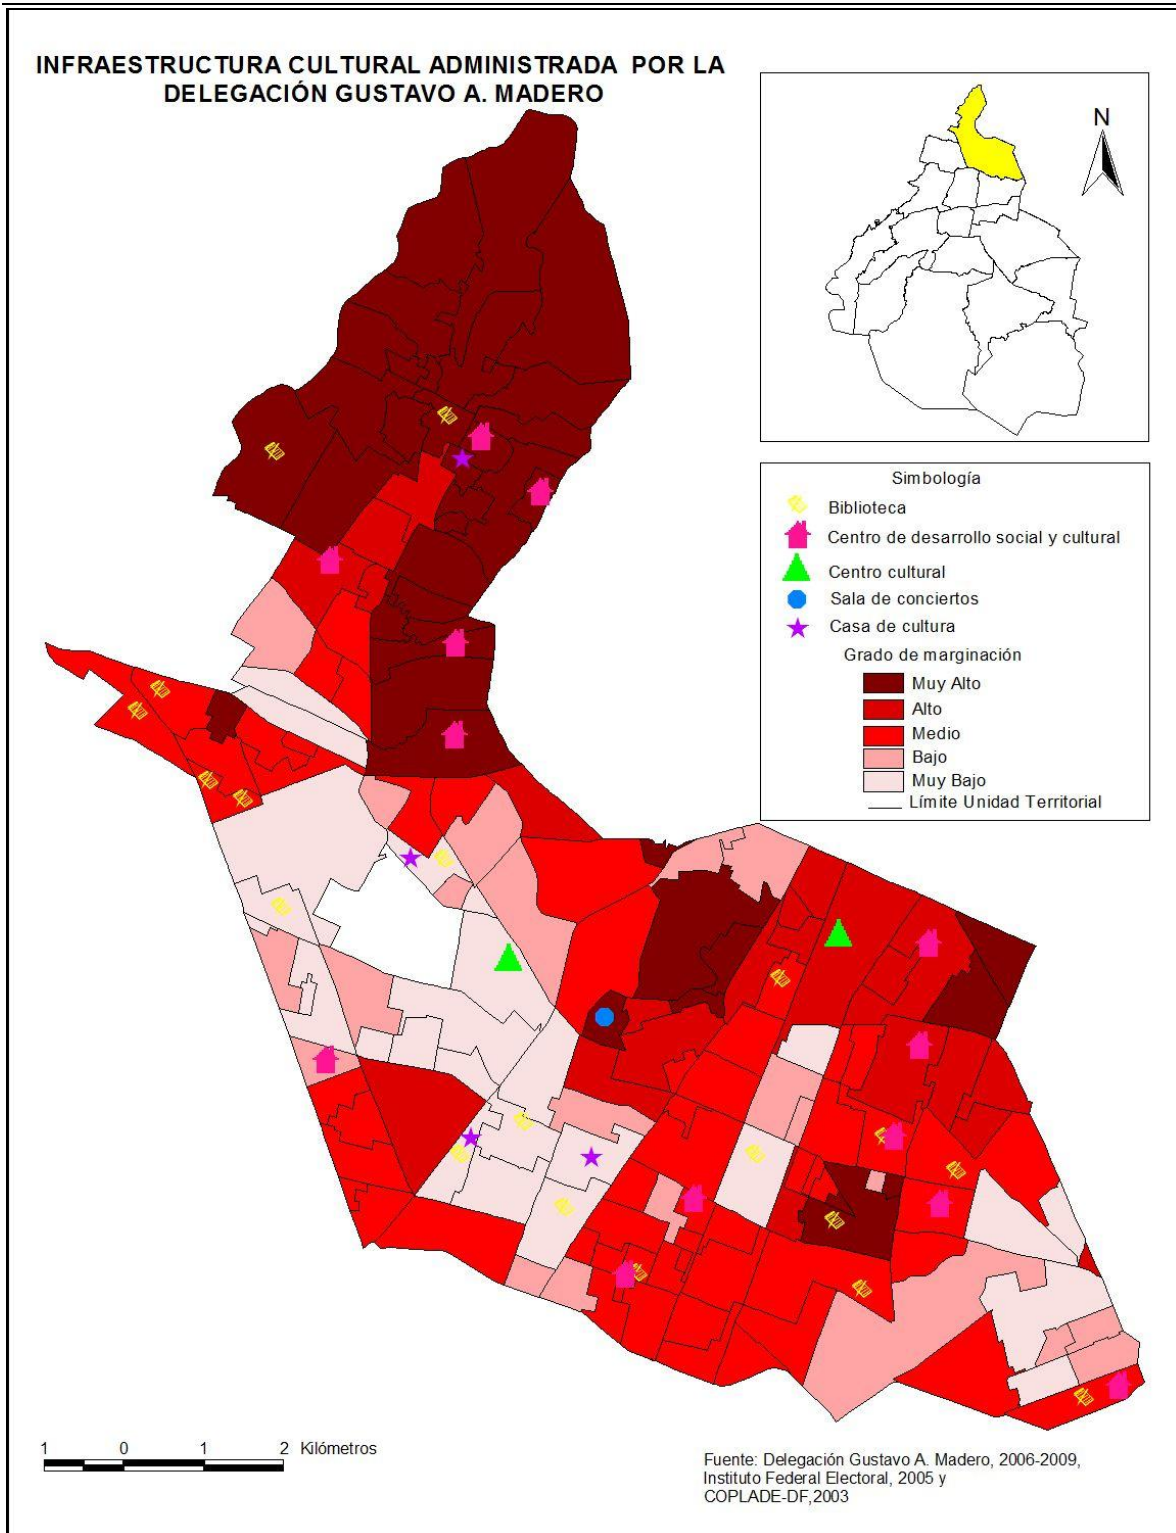 INFRAESTRUCTURA CULTURAL ADMINISTRADA POR LA
DELEGACIÓN GUSTAVO A. MADERO
N
Simbología
Biblioteca
Centro de desarrollo social y cultural
Centro cultural
Sala de conciertos
Casa de cultura
Grado de marginación
Muy Alto
Alto
Medio
Bajo
Muy Bajo
Límite Unidad Territorial
1 0 1 2 Kilómetros
Fuente: Delegación Gustavo A. Madero, 2006-2009,
Instituto Federal Electoral, 2005 y
COPLADE-DF,2003